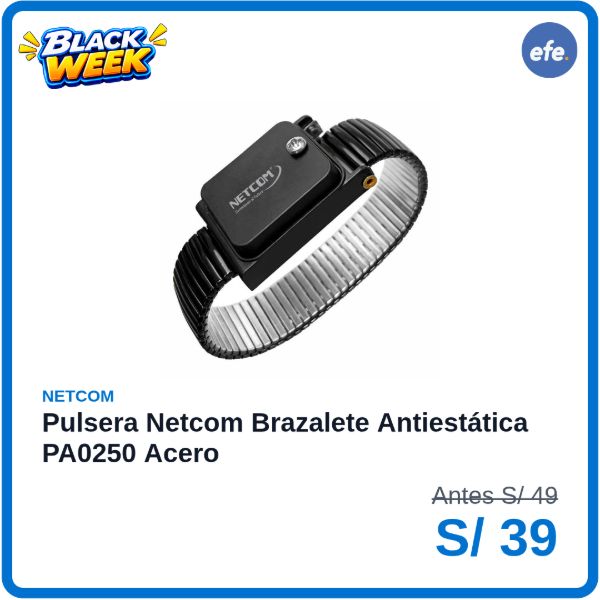 BLACK
WEEK
efe.
NETCOM
NETCOM
Pulsera Netcom Brazalete Antiestática
PA0250 Acero
Antes S/ 49
S/ 39